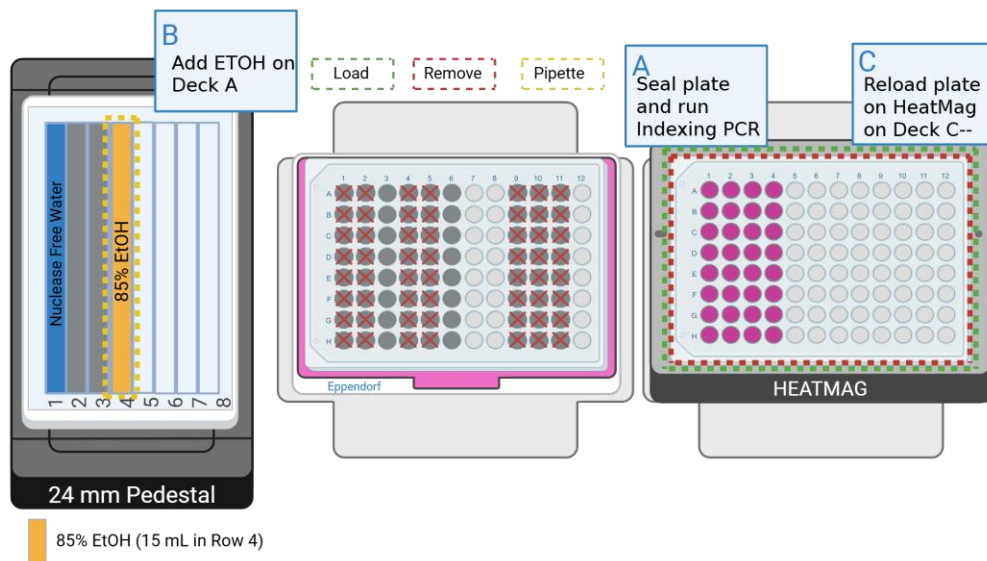 B
Add ETOH on
Deck A
Load
Remove
Pipette
A
Seal plate
and run
Indexing PCR
C
Reload plate
on HeatMag
on Deck C--
Nuclease Free Water
85% EtOH
1 2 3 4 5 6 7 8
24 mm Pedestal
85% EtOH (15 mL in Row 4)
1 2 3 4 5 6 7 8 9 10 11 12
A
B
C
D
E
F
G
H
Eppendorf
1 2 3 4 5 6 7 8 9 10 11 12
A
B
C
D
E
F
G
H
HEATMAG